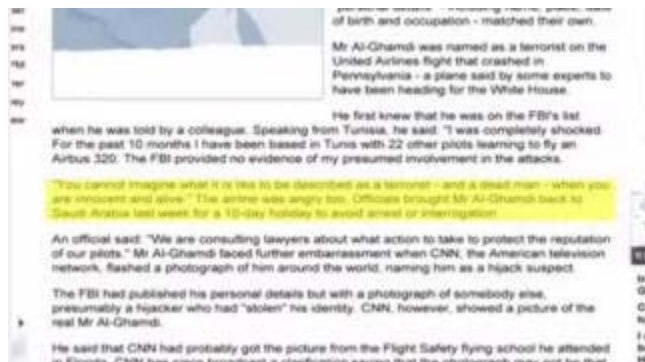 of birth and occupation - matched their own.
Mr Al-Ghamdi was named as a terrorist on the
United Airlines flight that crashed in
Pennsylvania - a plane said by some experts to
have been heading for the White House.
He first knew that he was on the FBI's list
when he was told by a colleague. Speaking from Tunisia, he said: "I was completely shocked.
For the past 10 months I have been based in Tunis with 22 other pilots learning to fly an
Airbus 320. The FBI provided no evidence of my presumed involvement in the attacks.
"You cannot imagine what it is like to be described as a terrorist - and a dead man - when you
are innocent and alive." The airline was angry too. Officials brought Mr Al-Ghamdi back to
Saudi Arabia last week for a 10-day holiday to avoid arrest or interrogation.
An official said: "We are consulting lawyers about what action to take to protect the reputation
of our pilots." Mr Al-Ghamdi faced further embarrassment when CNN, the American television
network, flashed a photograph of him around the world, naming him as a hijack suspect.
The FBI had published his personal details but with a photograph of somebody else,
presumably a hijacker who had "stolen" his identity. CNN, however, showed a picture of the
real Mr Al-Ghamdi.
He said that CNN had probably got the picture from the Flight Safety flying school he attended